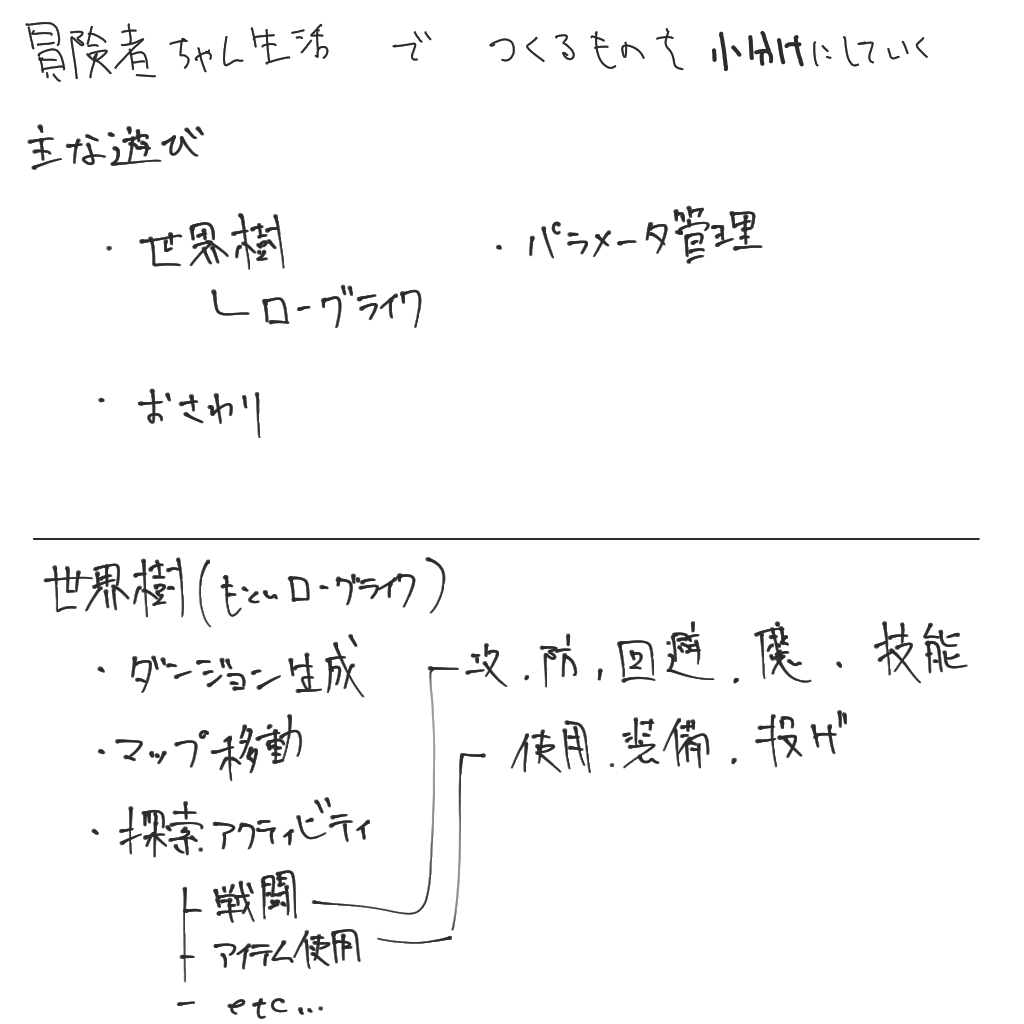 冒険者ちゃん生活 で つくるものを 小分けにしていく
主な遊び
・世界樹
└ローグライク
・パラメータ管理
・おさわり
世界樹(もといローグライク)
・ダンジョン生成
・マップ移動
・探索アクティビティ
├戦闘
├アイテム使用
- etc...
攻.防,回避.魔.技能
使用.装備.投げ